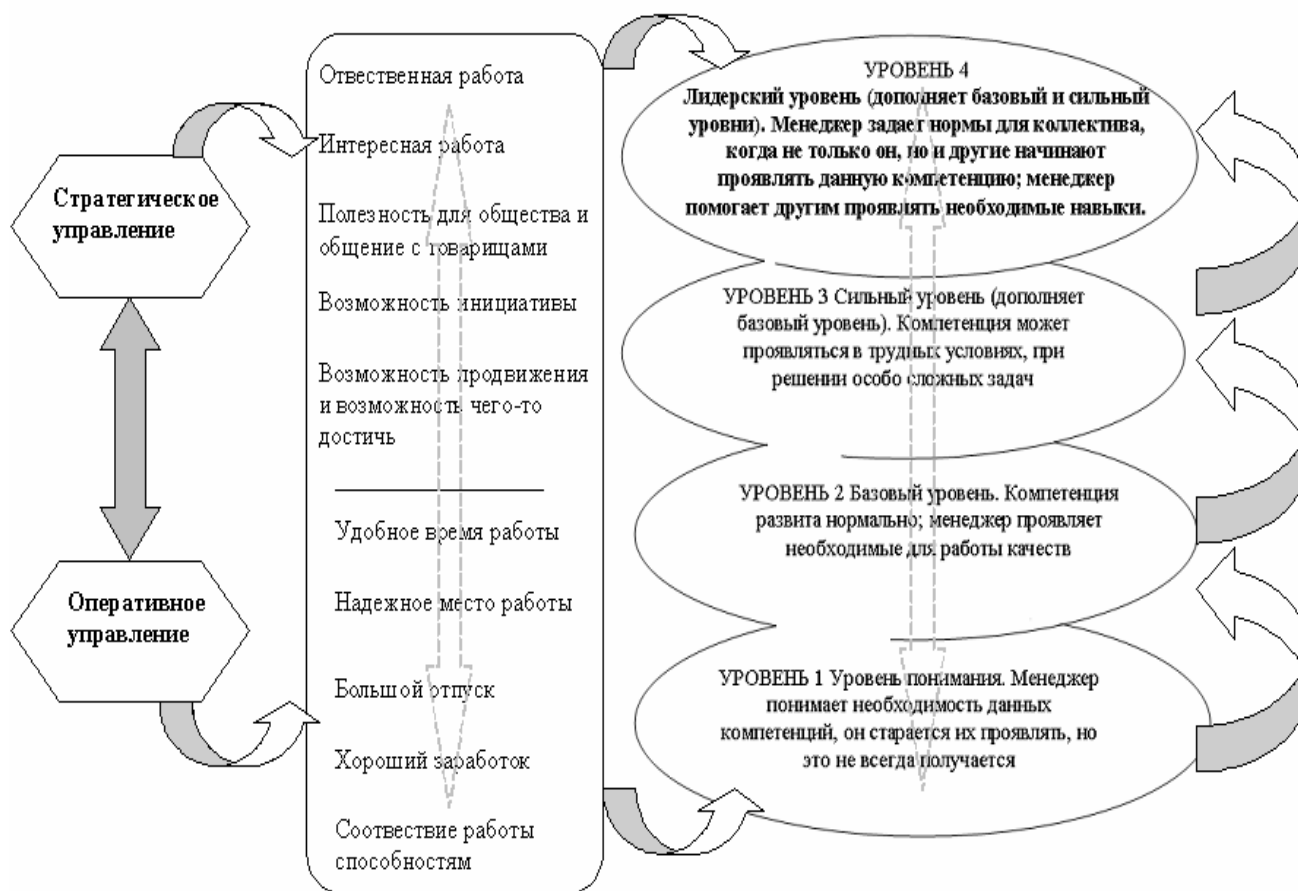 Стратегическое
управление
Оперативное
управление
Отвественная работа
Интересная работа
Полезность для общества и
общение с товарищами
Возможность инициативы
Возможность продвижения
и возможность чего-то
достичь
Удобное время работы
Надежное место работы
Большой отпуск
Хороший заработок
Соотвествие работы
способностям
УРОВЕНЬ 4
Лидерский уровень (дополняет базовый и сильный
уровни). Менеджер задает нормы для коллектива,
когда не только он, но и другие начинают
проявлять данную компетенцию; менеджер
помогает другим проявлять необходимые навыки.
УРОВЕНЬ 3 Сильный уровень (дополняет
базовый уровень). Компетенция может
проявляться в трудных условиях, при
решении особо сложных задач
УРОВЕНЬ 2 Базовый уровень. Компетенция
развита нормально; менеджер проявляет
необходимые для работы качеств
УРОВЕНЬ 1 Уровень понимания. Менеджер
понимает необходимость данных
компетенций, он старается их проявлять, но
это не всегда получается